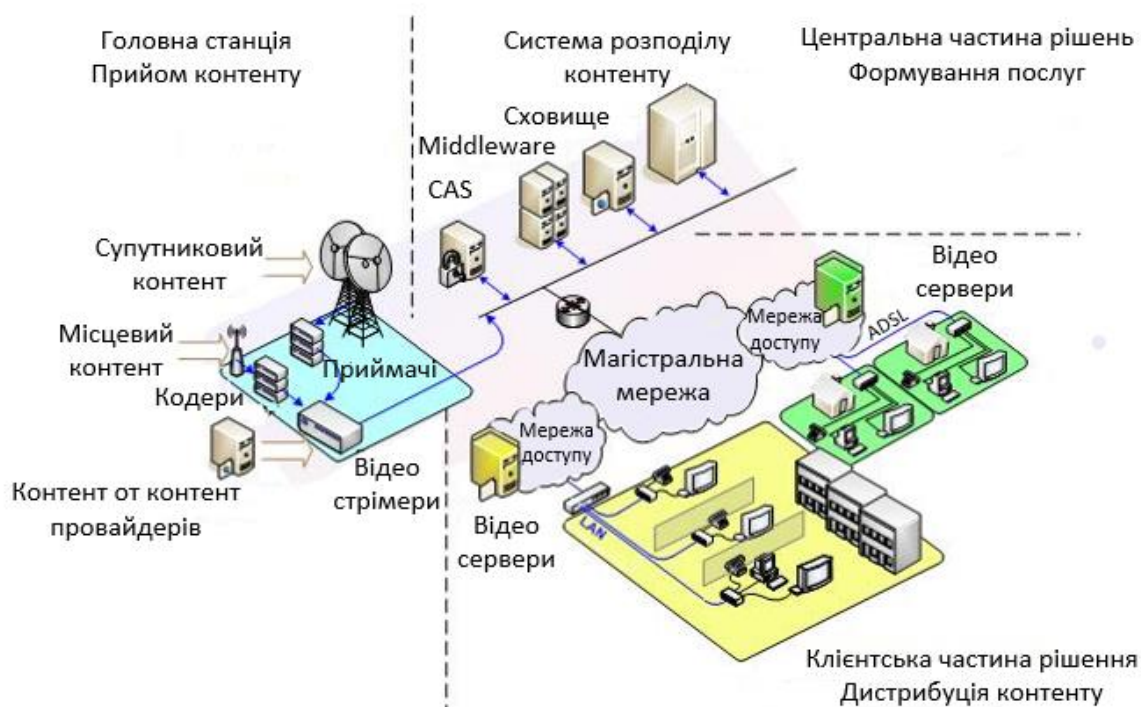 Головна станція
Прийом контенту
Система розподілу
контенту
Центральна частина рішень
Формування послуг
Сховище
Middleware
CAS
Супутниковий
контент
Місцевий
контент
Приймачі
Кодери
Контент от контент
провайдерів
Відео
стрімери
Магістральна
мережа
Мережа
доступу
ADSL
Відео
сервери
Мережа
доступу
Відео
сервери
LAN
Клієнтська частина рішення
Дистрибуція контенту